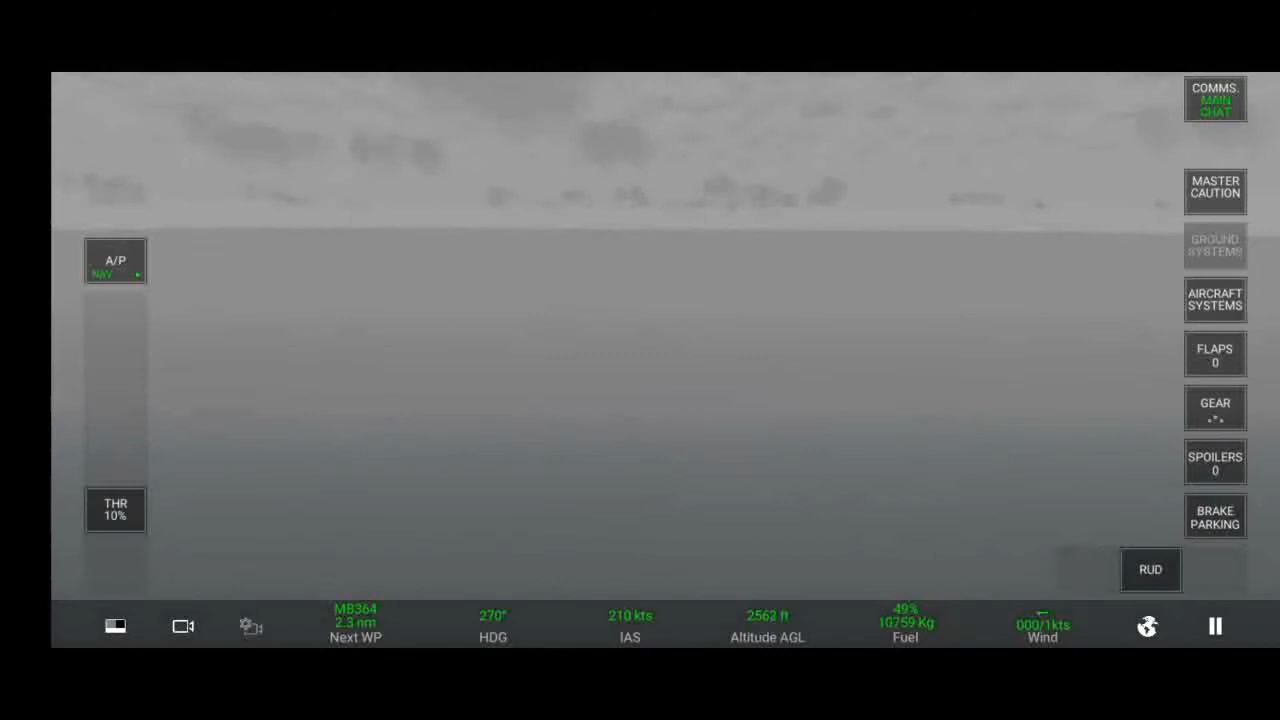 COMMS.
MAIN
CHAT
MASTER
CAUTION
GROUND
SYSTEMS
A/P
NAV
AIRCRAFT
SYSTEMS
FLAPS
0
GEAR
SPOILERS
0
THR
10%
BRAKE
PARKING
RUD
MB364
2.3 nm
Next WP
270°
HDG
210 kts
IAS
2562 ft
Altitude AGL
49%
10759 Kg
Fuel
000/1kts
Wind